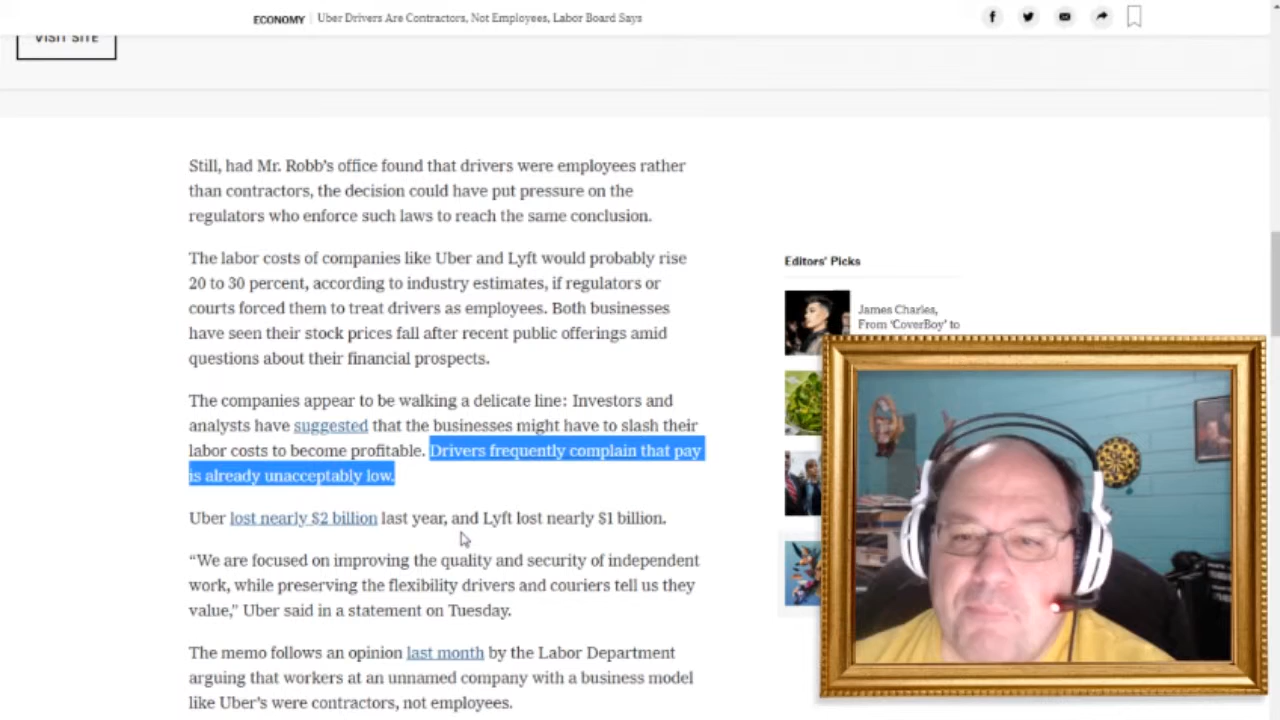 ECONOMY | Uber Drivers Are Contractors, Not Employees, Labor Board Says
VISIT SITE
Still, had Mr. Robb's office found that drivers were employees rather
than contractors, the decision could have put pressure on the
regulators who enforce such laws to reach the same conclusion.
The labor costs of companies like Uber and Lyft would probably rise
20 to 30 percent, according to industry estimates, if regulators or
courts forced them to treat drivers as employees. Both businesses
have seen their stock prices fall after recent public offerings amid
questions about their financial prospects.
The companies appear to be walking a delicate line: Investors and
analysts have suggested that the businesses might have to slash their
labor costs to become profitable. Drivers frequently complain that pay
is already unacceptably low.
Uber lost nearly $2 billion last year, and Lyft lost nearly $1 billion.
“We are focused on improving the quality and security of independent
work, while preserving the flexibility drivers and couriers tell us they
value,” Uber said in a statement on Tuesday.
The memo follows an opinion last month by the Labor Department
arguing that workers at an unnamed company with a business model
like Uber's were contractors, not employees.
Editors' Picks
James Charles,
From 'CoverBoy' to